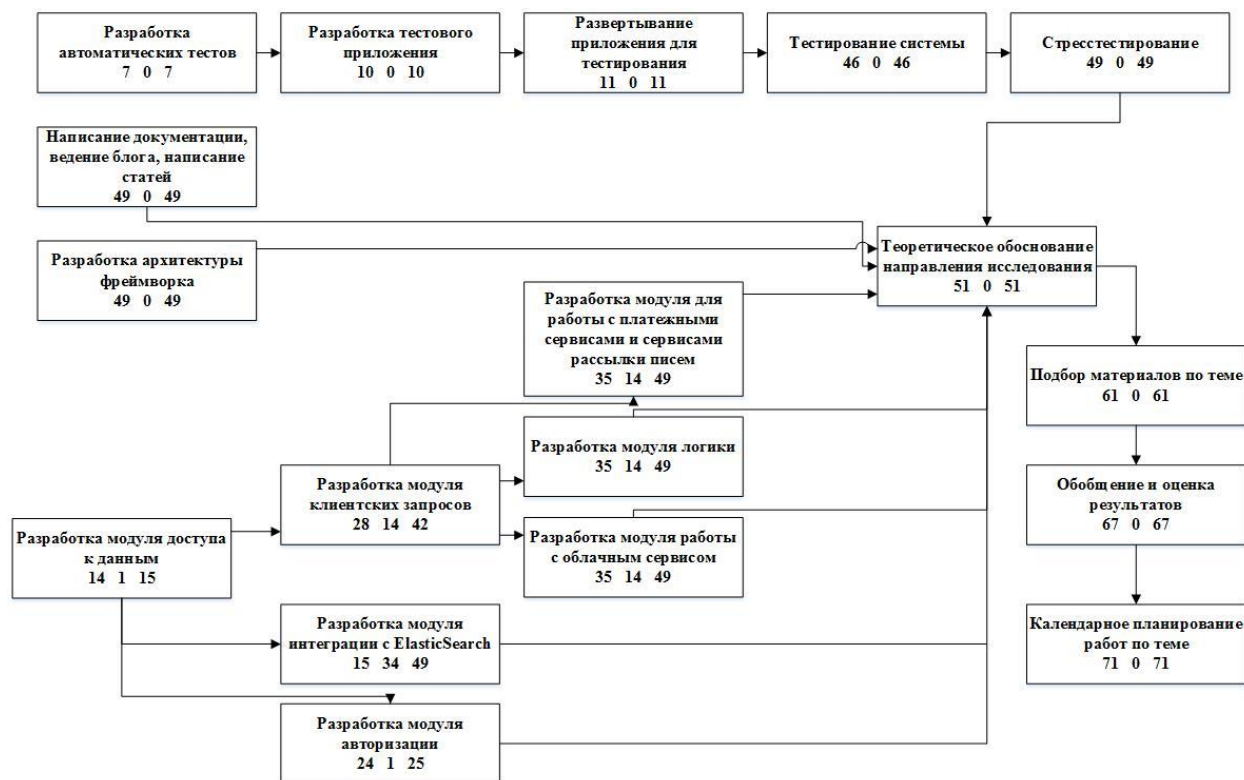 Разработка
автоматических тестов
7 0 7
Разработка тестового
приложения
10 0 10
Развертывание
приложения для
тестирования
11 0 11
Тестирование системы
46 0 46
Стресстестирование
49 0 49
Написание документации,
ведение блога, написание
статей
49 0 49
Разработка архитектуры
фреймворка
49 0 49
Теоретическое обоснование
направления исследования
51 0 51
Разработка модуля для
работы с платежными
сервисами и сервисами
рассылки писем
35 14 49
Подбор материалов по теме
61 0 61
Разработка модуля логики
35 14 49
Разработка модуля
клиентских запросов
28 14 42
Обобщение и оценка
результатов
67 0 67
Разработка модуля доступа
к данным
14 1 15
Разработка модуля работы
с облачным сервисом
35 14 49
Разработка модуля
интеграции с ElasticSearch
15 34 49
Календарное планирование
работ по теме
71 0 71
Разработка модуля
авторизации
24 1 25